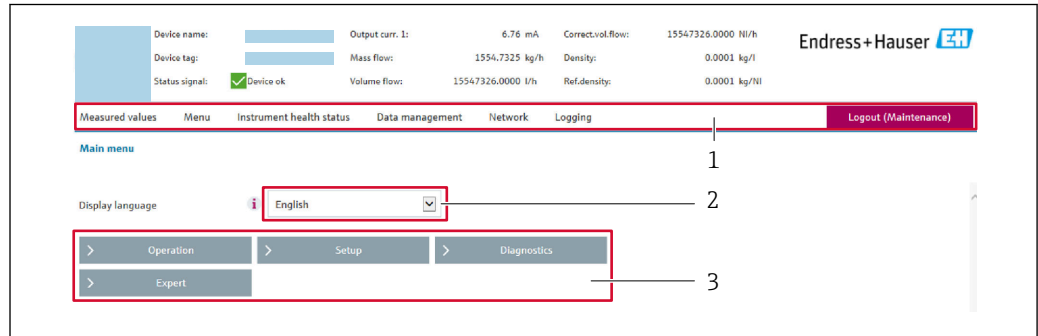 Device name: Output curr. 1: 6.76 mA Correct.vol.flow: 15547326.0000 Nl/h
Endress+Hauser EH
Device tag: Mass flow: 1554.7325 kg/h Density: 0.0001 kg/l
Status signal: Device ok Volume flow: 15547326.0000 l/h Ref.density: 0.0001 kg/Nl
Measured values Menu Instrument health status Data management Network Logging Logout (Maintenance)
1
Main menu
Display language i English 2
> Operation > Setup > Diagnostics
> Expert 3